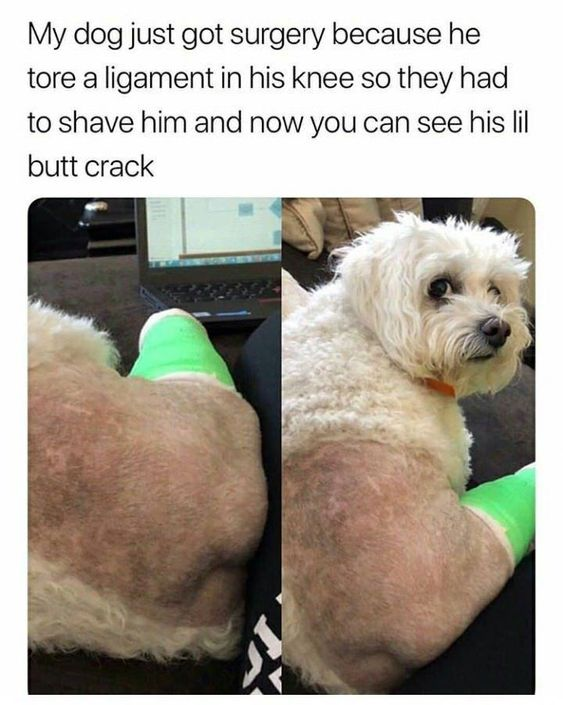 My dog just got surgery because he
tore a ligament in his knee so they had
to shave him and now you can see his lil
butt crack